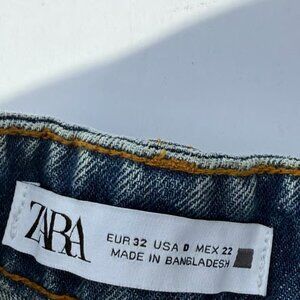 ZARA
EUR 32 USA 0 MEX 22
MADE IN BANGLADESH